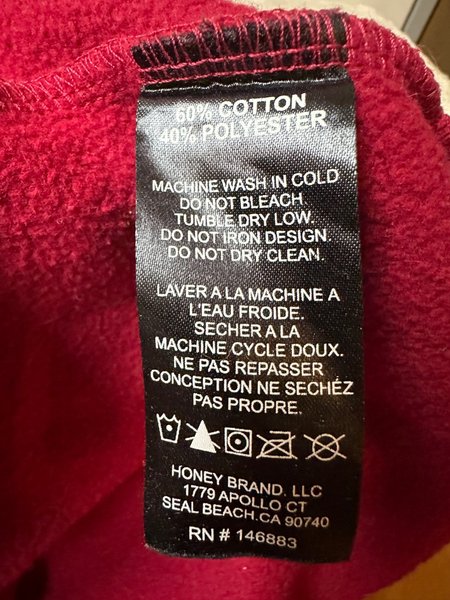 60% COTTON
40% POLYESTER
MACHINE WASH IN COLD
DO NOT BLEACH
TUMBLE DRY LOW.
DO NOT IRON DESIGN.
DO NOT DRY CLEAN.
LAVER A LA MACHINE A
L'EAU FROIDE.
SECHER A LA
MACHINE CYCLE DOUX.
NE PAS REPASSER
CONCEPTION NE SECHÉZ
PAS PROPRE.
HONEY BRAND. LLC
1779 APOLLO CT
SEAL BEACH,CA 90740
RN # 146883